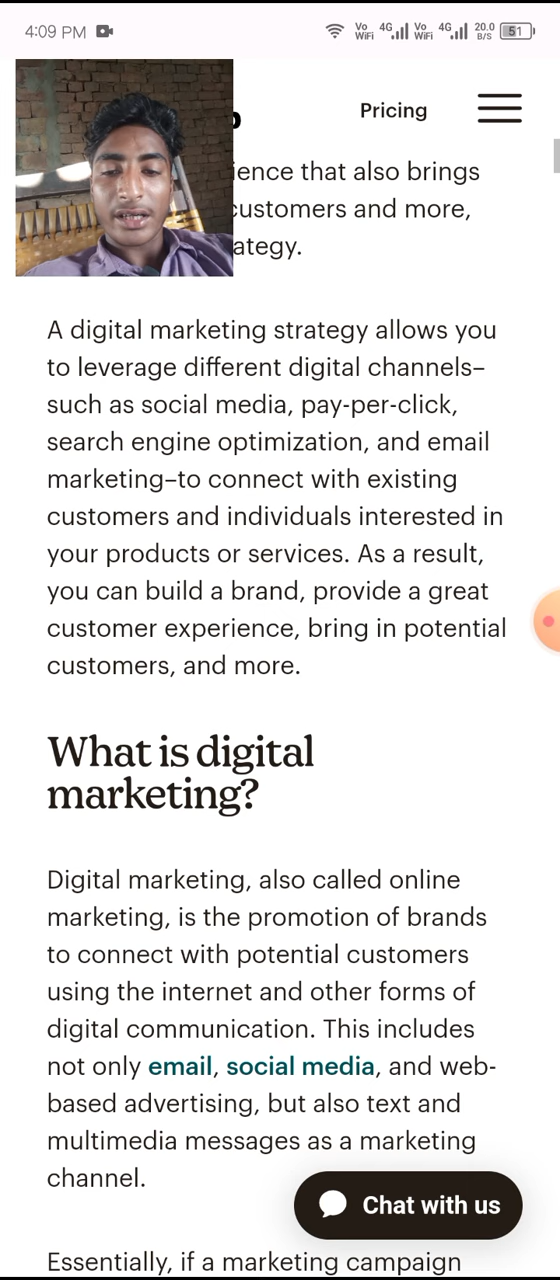 4:09 PM
Vo WiFi 4G Vo WiFi 4G 20.0 B/S 51
Pricing
ience that also brings
customers and more,
ategy.
A digital marketing strategy allows you
to leverage different digital channels–
such as social media, pay-per-click,
search engine optimization, and email
marketing–to connect with existing
customers and individuals interested in
your products or services. As a result,
you can build a brand, provide a great
customer experience, bring in potential
customers, and more.
What is digital
marketing?
Digital marketing, also called online
marketing, is the promotion of brands
to connect with potential customers
using the internet and other forms of
digital communication. This includes
not only email, social media, and web-
based advertising, but also text and
multimedia messages as a marketing
channel.
Chat with us
Essentially, if a marketing campaign